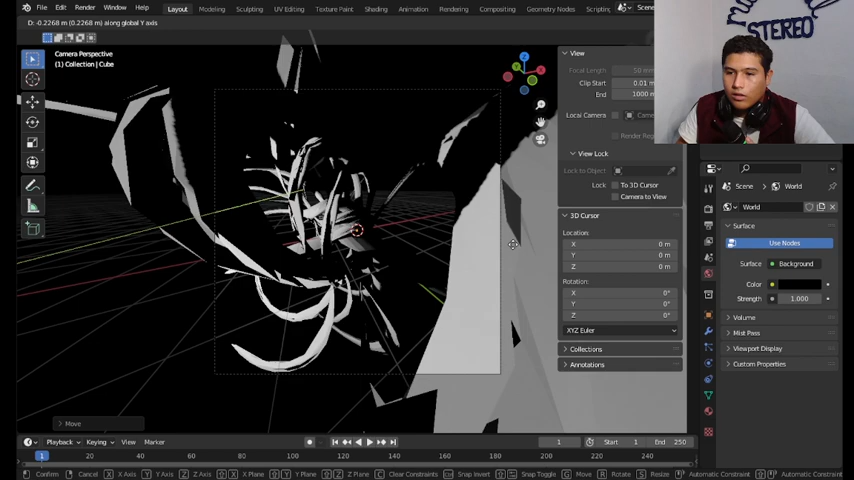 File Edit Render Window Help Layout Modeling Sculpting UV Editing Texture Paint Shading Animation Rendering Compositing Geometry Nodes Scripting Scene
STEREO
D: -0.2268 m (0.2268 m) along global Y axis
Camera Perspective
(1) Collection | Cube
View
Focal Length 50 mm
Clip Start 0.01 m
End 1000 m
Local Camera
Render Reg
View Lock
Lock to Object
Lock To 3D Cursor
Camera to View
3D Cursor
Location:
X 0 m
Y 0 m
Z 0 m
Rotation:
X 0°
Y 0°
Z 0°
XYZ Euler
Collections
Annotations
Scene World
World
Surface
Use Nodes
Surface Background
Color
Strength 1.000
Volume
Mist Pass
Viewport Display
Custom Properties
Move
Playback Keying View Marker 1 Start 1 End 250
1 20 40 60 80 100 120 140 160 180 200 220 240
Confirm Cancel X X Axis Y Y Axis Z Z Axis X X Plane Y Y Plane Z Z Plane C Clear Constraints Snap Invert Snap Toggle G Move R Rotate S Resize Automatic Constraint Automatic Constraint